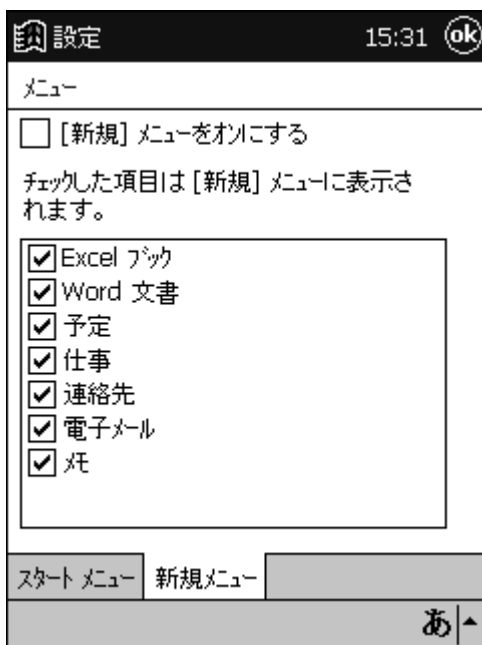 設定 15:31 ok
ﾒﾆｭｰ
[新規] ﾒﾆｭｰをｵﾝにする
ﾁｪｯｸした項目は [新規] ﾒﾆｭｰに表示さ
れます。
Excel ﾌﾞｯｸ
Word 文書
予定
仕事
連絡先
電子ﾒｰﾙ
ﾒﾓ
ｽﾀｰﾄ ﾒﾆｭｰ 新規ﾒﾆｭｰ
あ